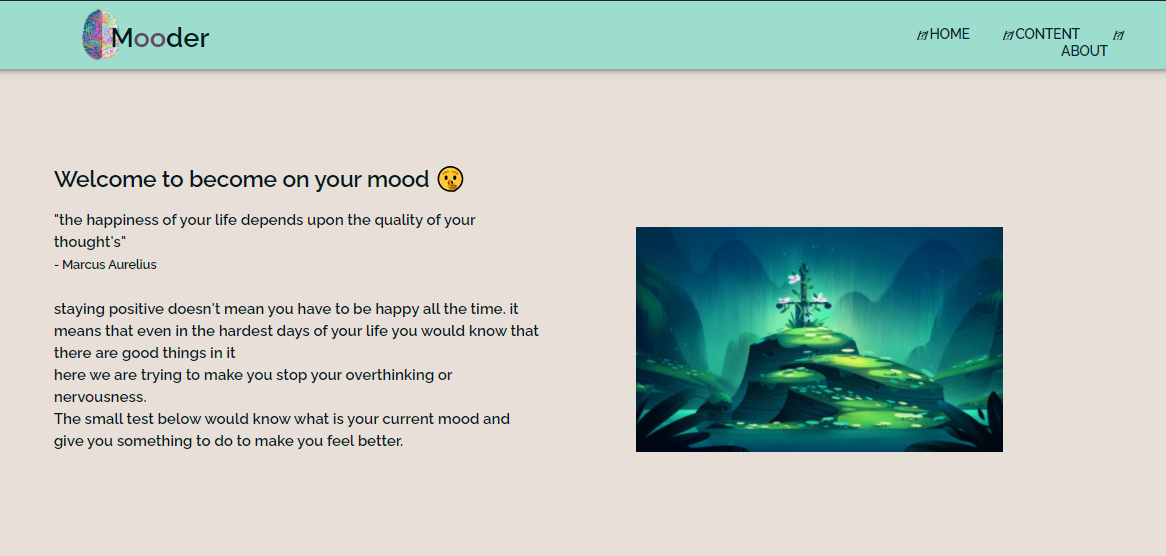 Mooder
HOME
CONTENT
ABOUT
Welcome to become on your mood 🤫
"the happiness of your life depends upon the quality of your
thought's"
- Marcus Aurelius
staying positive doesn't mean you have to be happy all the time. it
means that even in the hardest days of your life you would know that
there are good things in it
here we are trying to make you stop your overthinking or
nervousness.
The small test below would know what is your current mood and
give you something to do to make you feel better.